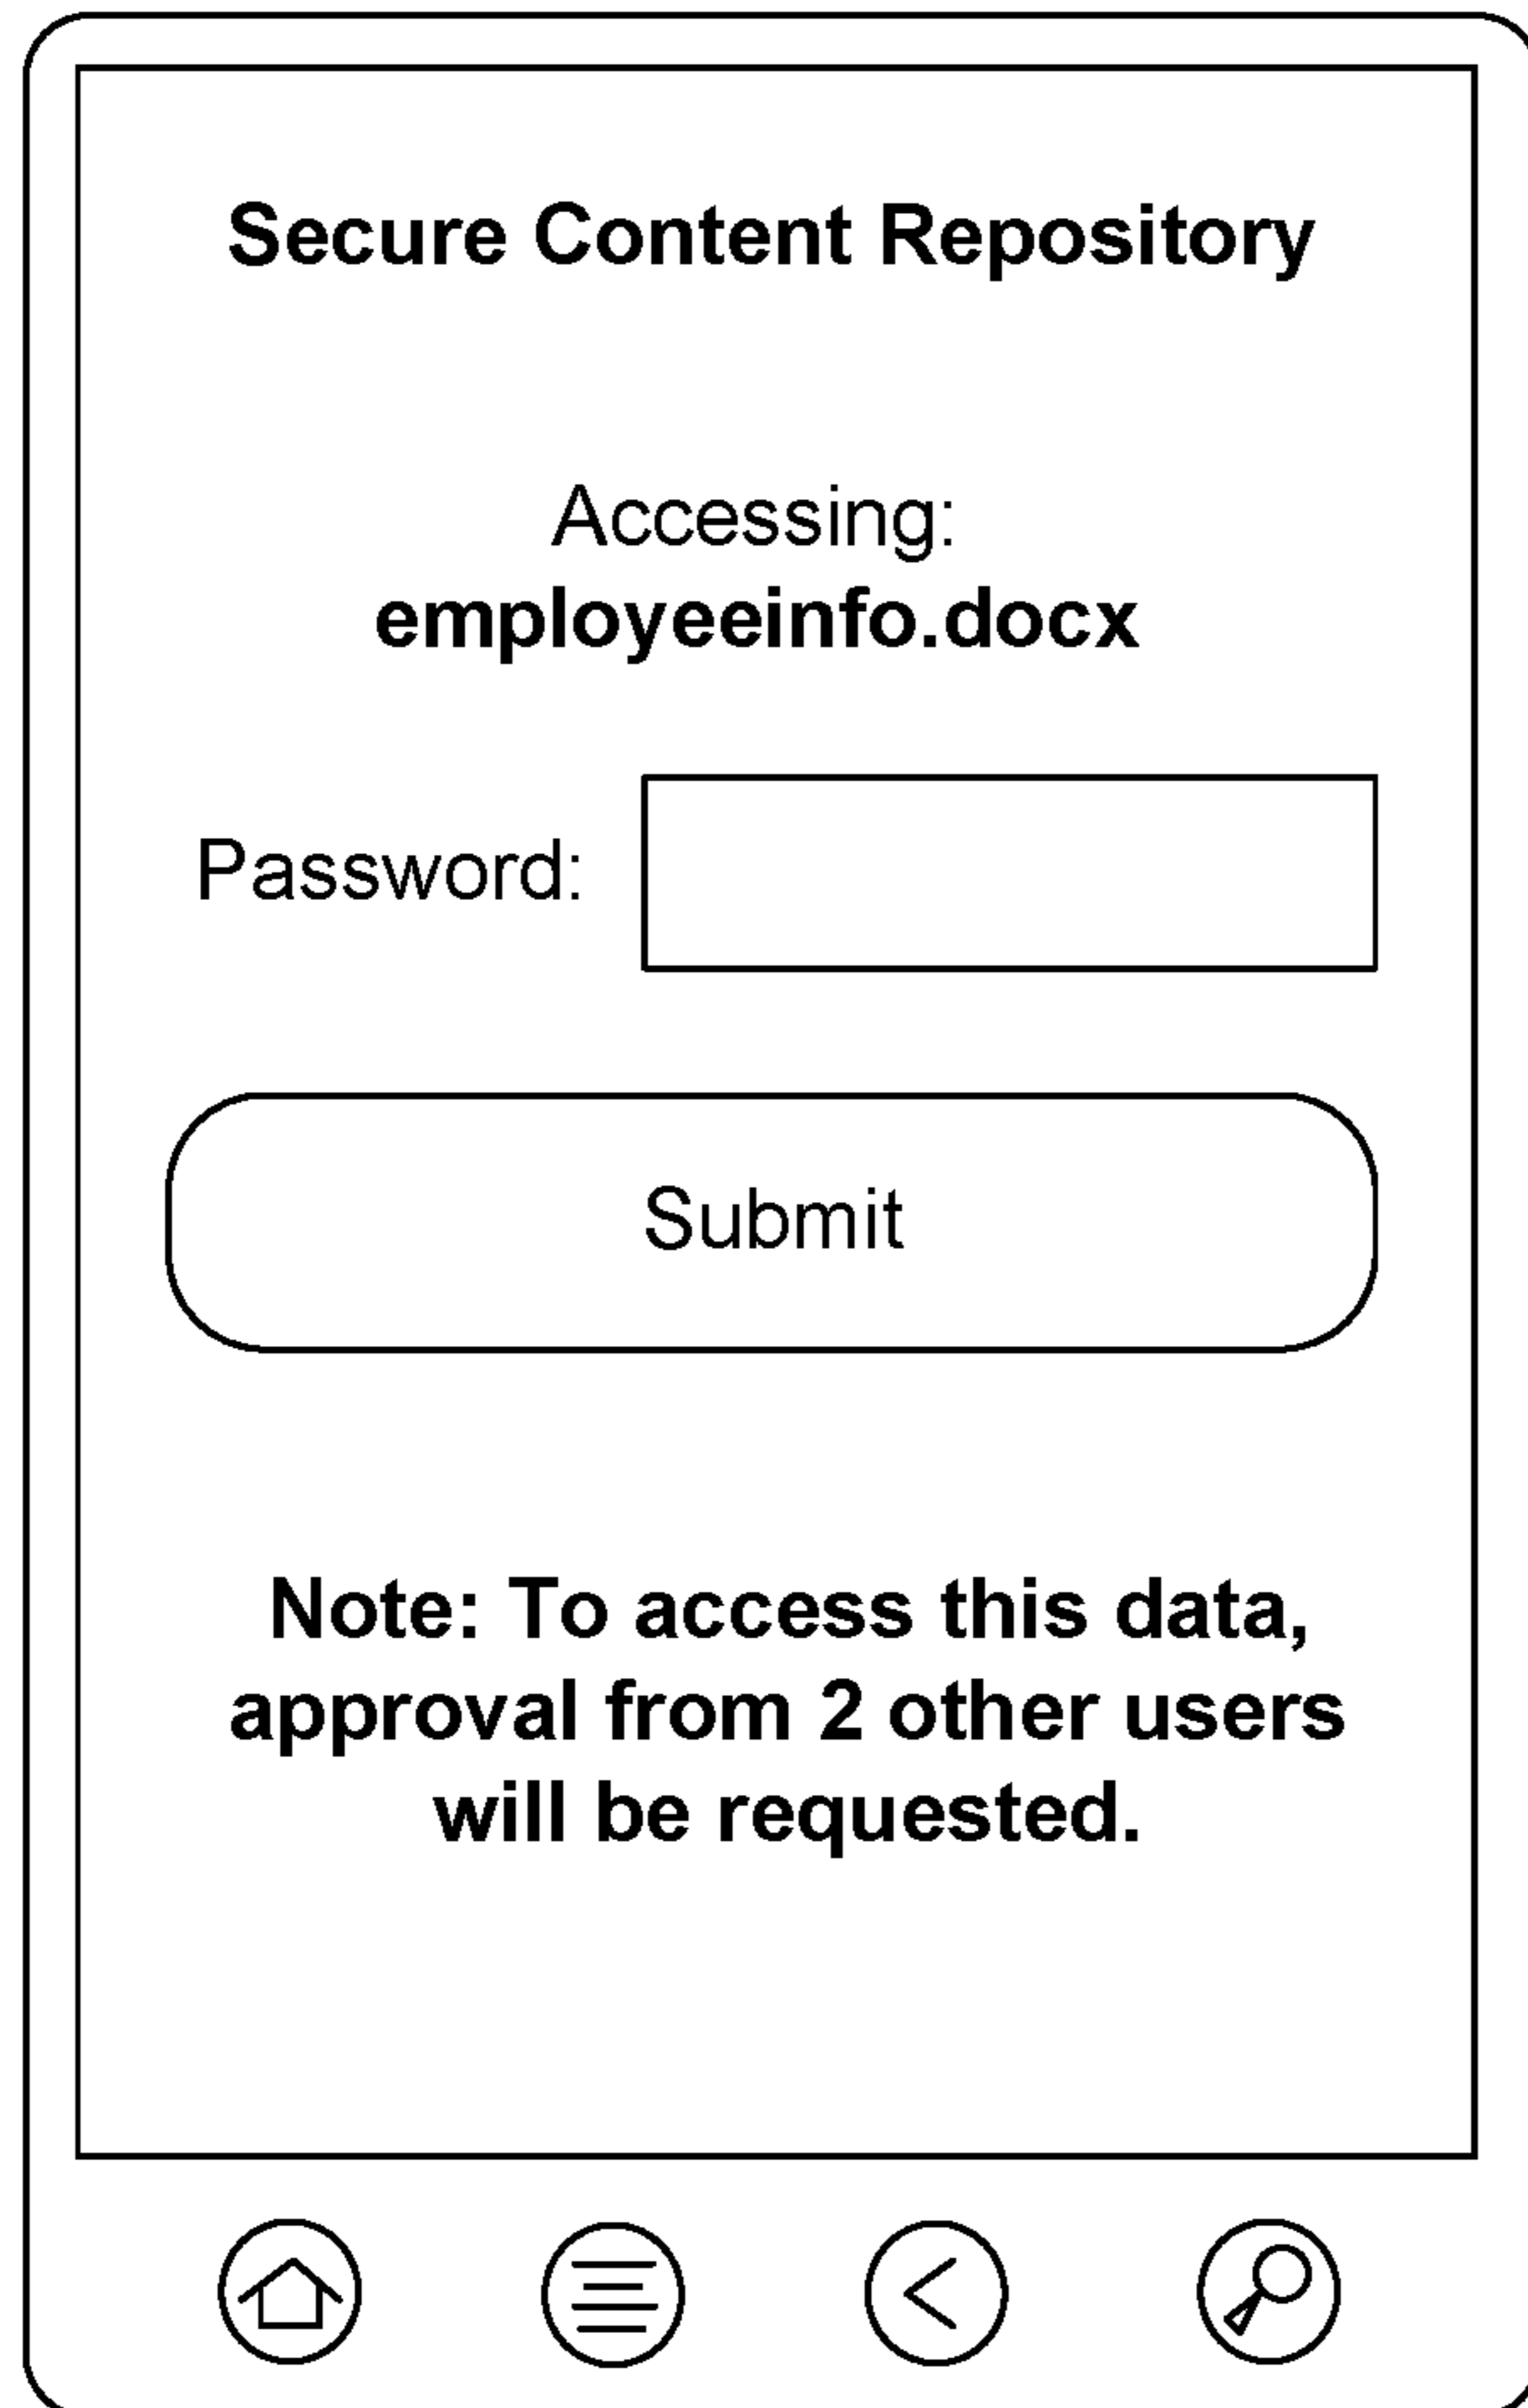 Secure Content Repository
Accessing:
employeeinfo.docx
Password:
Submit
Note: To access this data,
approval from 2 other users
will be requested.